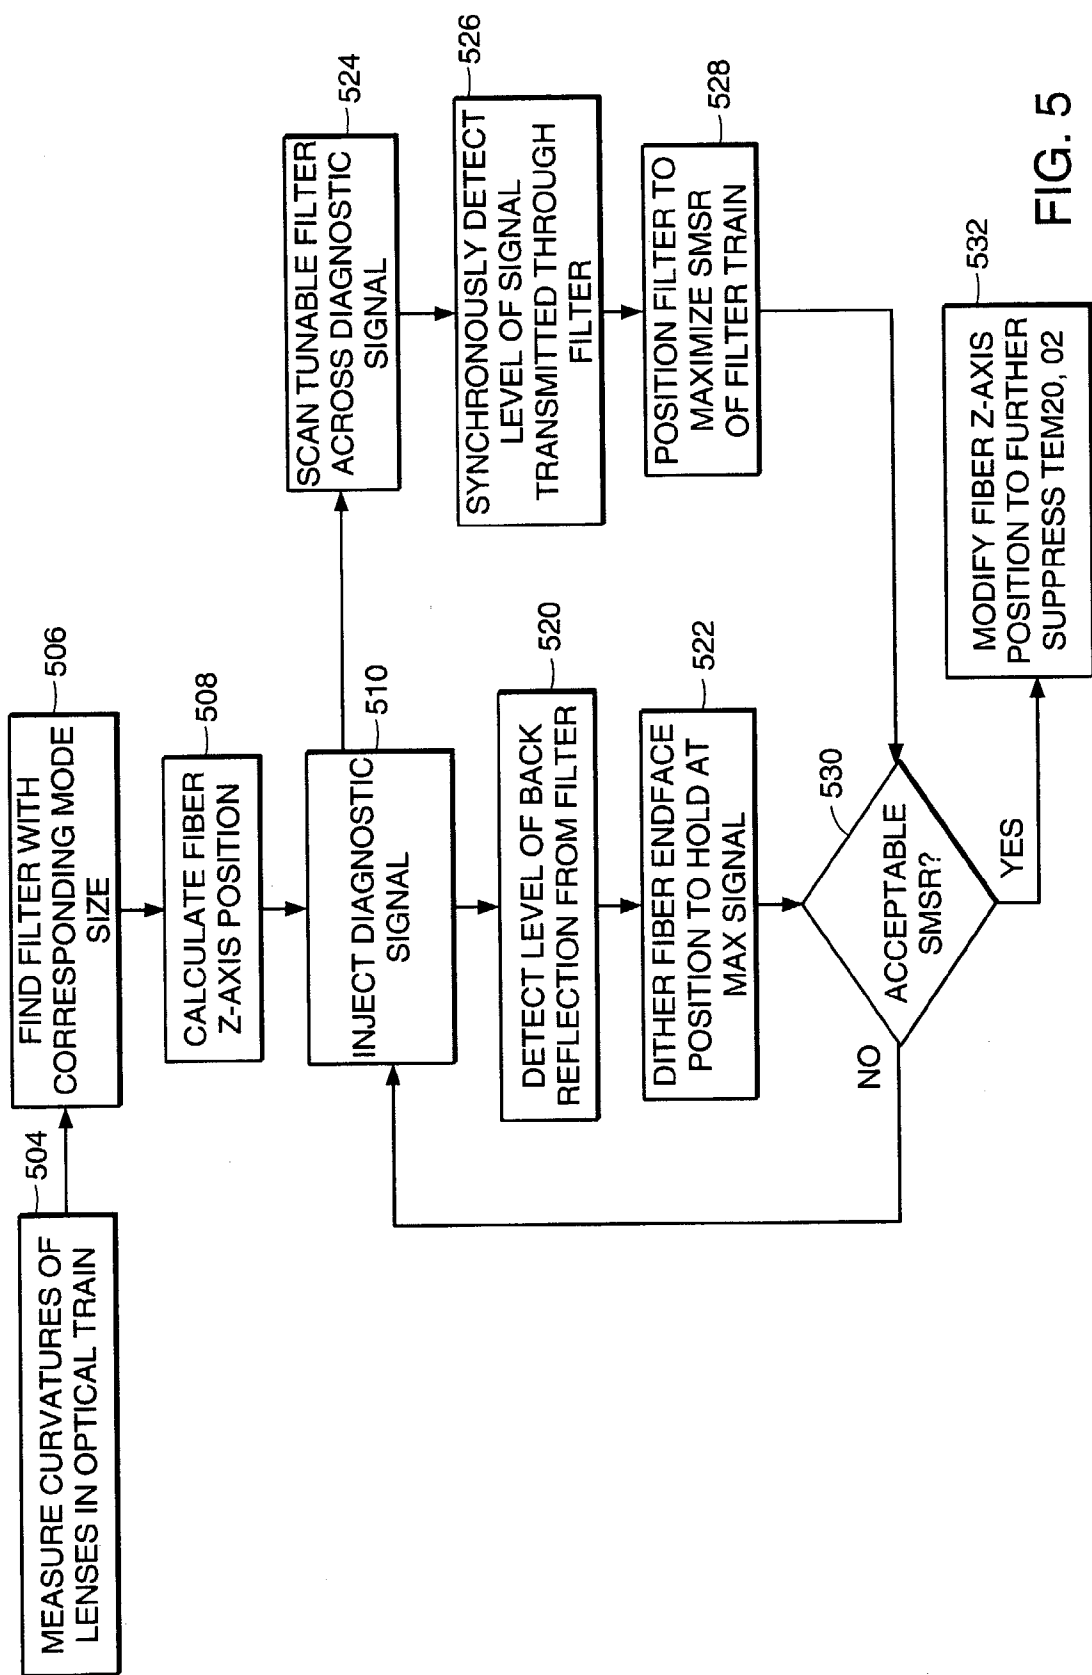 504
MEASURE CURVATURES OF
LENSES IN OPTICAL TRAIN
506
FIND FILTER WITH
CORRESPONDING MODE
SIZE
508
CALCULATE FIBER
Z-AXIS POSITION
510
INJECT DIAGNOSTIC
SIGNAL
520
DETECT LEVEL OF BACK
REFLECTION FROM FILTER
522
DITHER FIBER ENDFACE
POSITION TO HOLD AT
MAX SIGNAL
524
SCAN TUNABLE FILTER
ACROSS DIAGNOSTIC
SIGNAL
526
SYNCHRONOUSLY DETECT
LEVEL OF SIGNAL
TRANSMITTED THROUGH
FILTER
528
POSITION FILTER TO
MAXIMIZE SMSR
OF FILTER TRAIN
530
ACCEPTABLE
SMSR?
NO
YES
532
MODIFY FIBER Z-AXIS
POSITION TO FURTHER
SUPPRESS TEM20, 02
FIG. 5